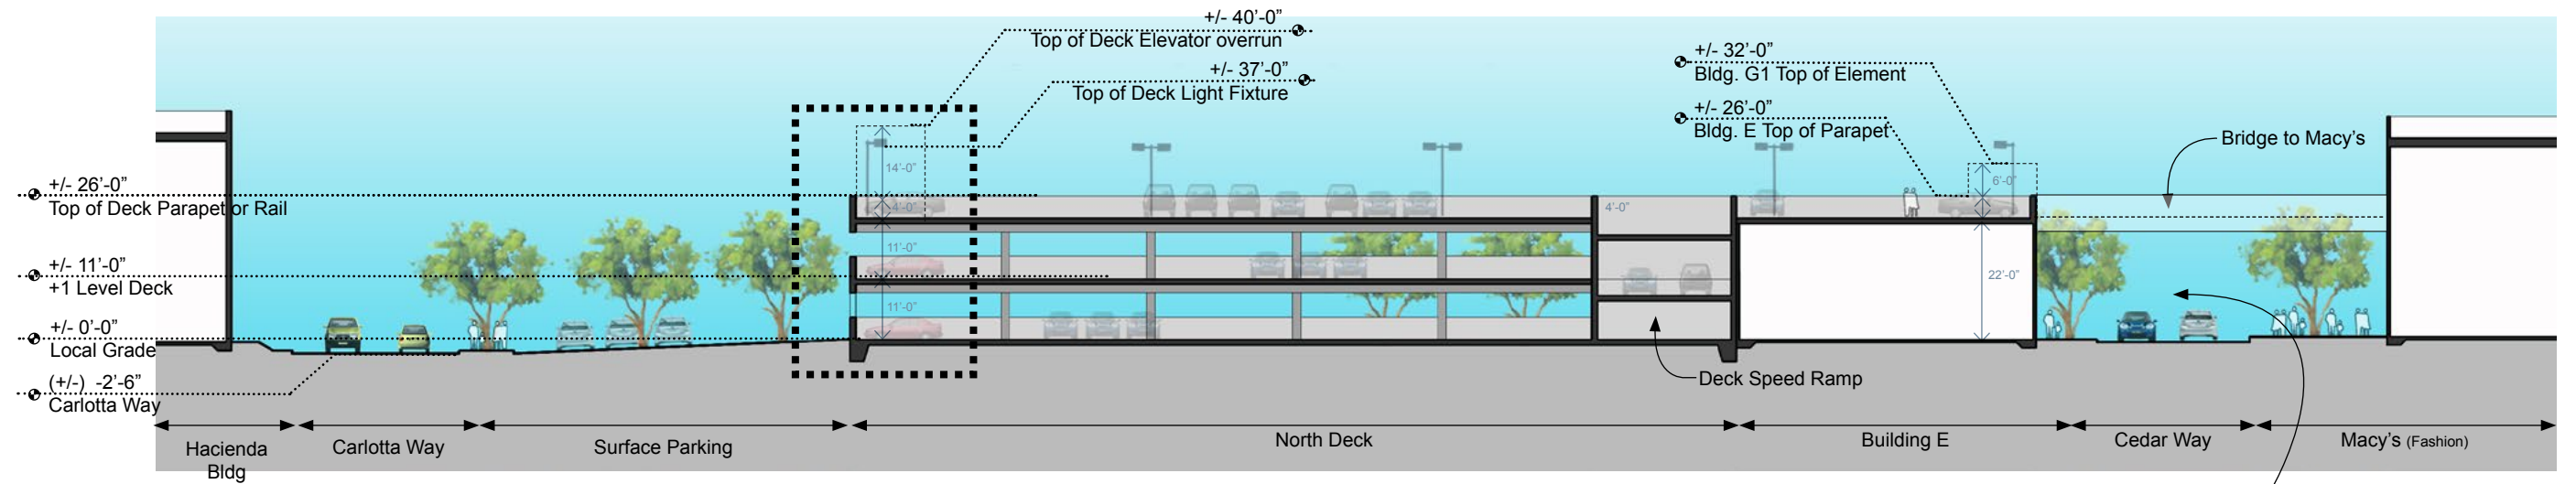 +/- 40’-0”
Top of Deck Elevator overrun
+/- 37’-0”
Top of Deck Light Fixture
+/- 32’-0”
Bldg. G1 Top of Element
+/- 26’-0”
Bldg. E Top of Parapet
Bridge to Macy’s
+/- 26’-0”
Top of Deck Parapet or Rail
+/- 11’-0”
+1 Level Deck
+/- 0’-0”
Local Grade
(+/-) -2’-6”
Carlotta Way
14’-0”
4’-0”
11’-0”
11’-0”
4’-0”
6’-0”
22’-0”
Deck Speed Ramp
Hacienda
Bldg
Carlotta Way
Surface Parking
North Deck
Building E
Cedar Way
Macy’s (Fashion)